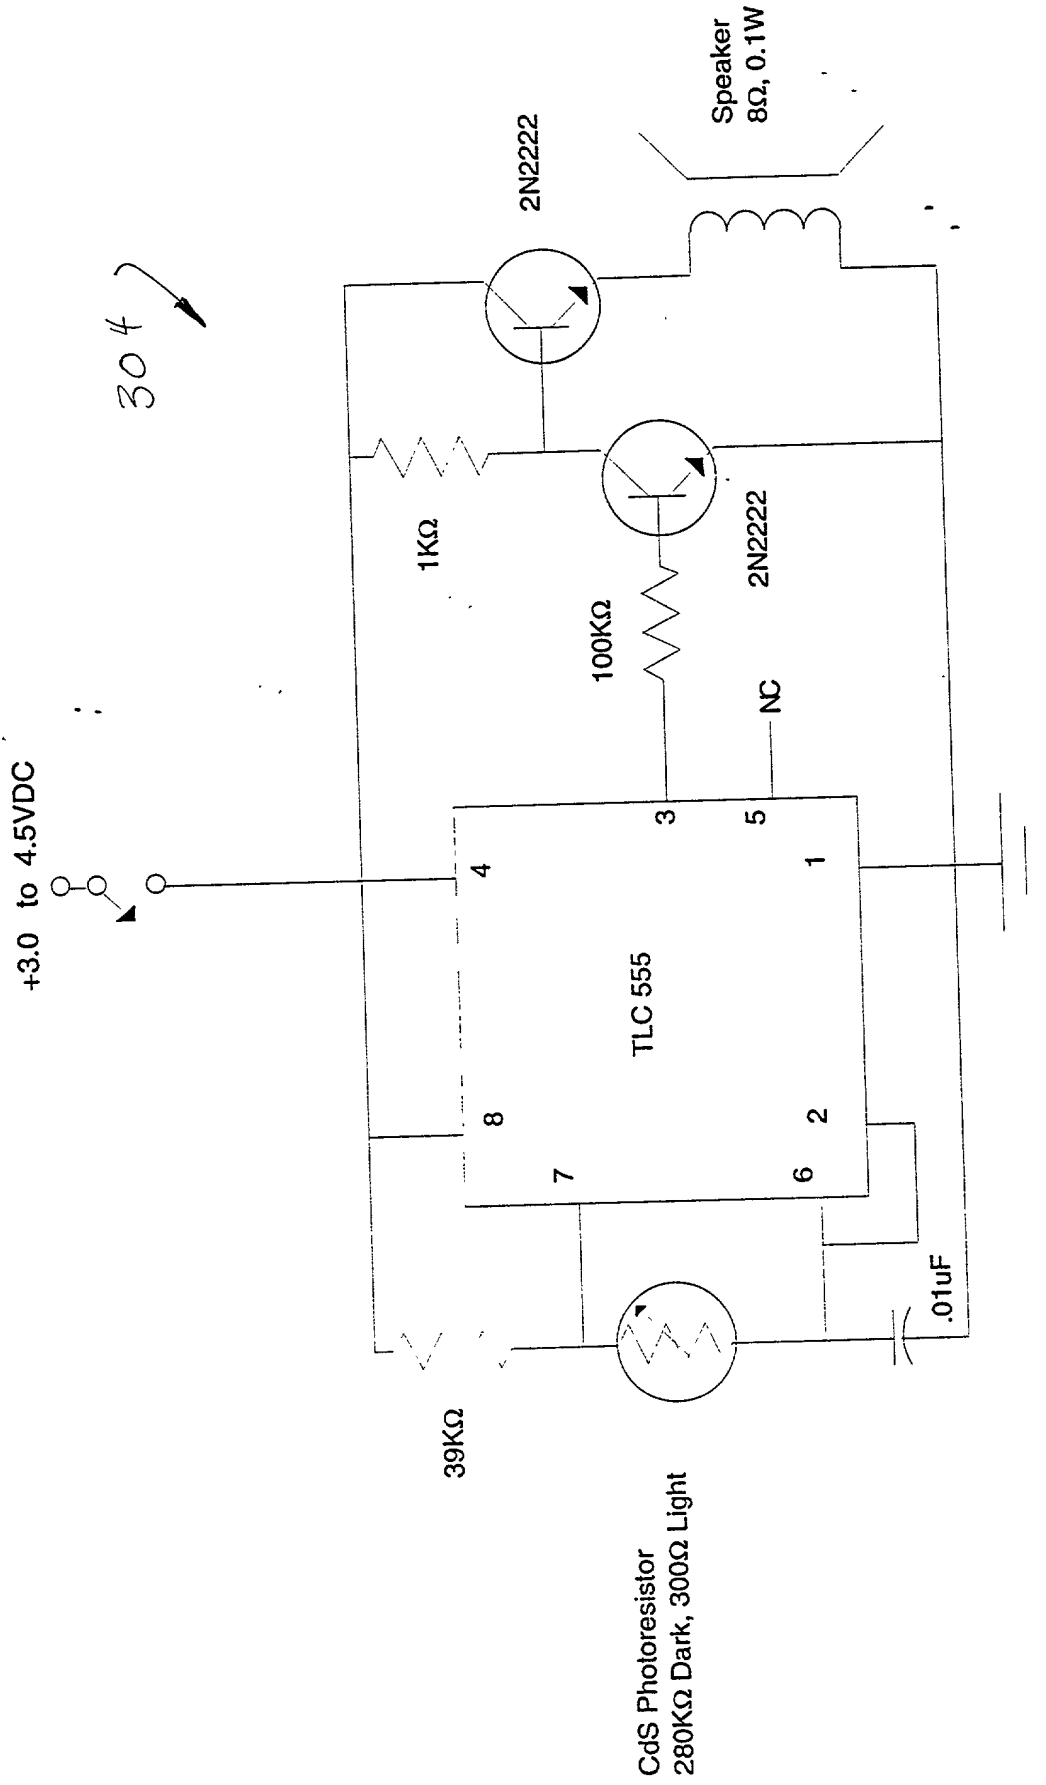 +3.0 to 4.5VDC
304
39KΩ
1KΩ
2N2222
8
4
7
TLC 555
3
100KΩ
2N2222
Speaker
8Ω, 0.1W
CdS Photoresistor
280KΩ Dark, 300Ω Light
6
2
1
5
NC
.01uF